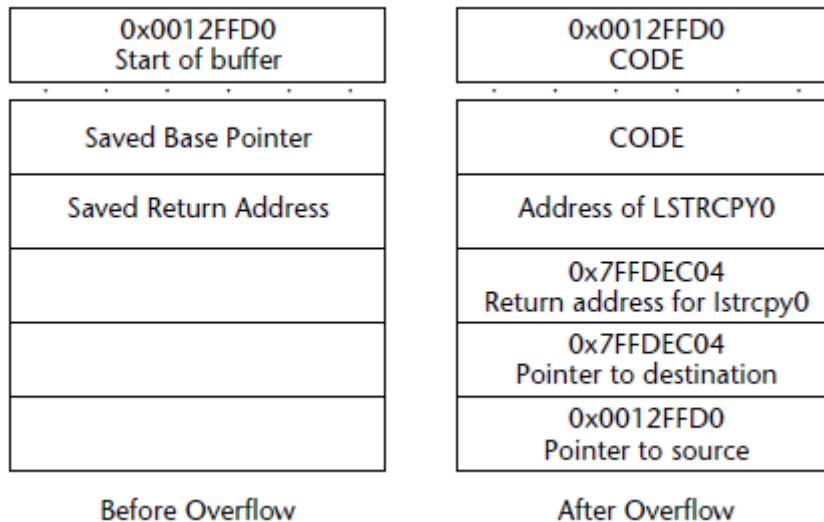 0x0012FFD0
Start of buffer
Saved Base Pointer
Saved Return Address
Before Overflow
0x0012FFD0
CODE
CODE
Address of LSTRCPY0
0x7FFDEC04
Return address for lstrcpy0
0x7FFDEC04
Pointer to destination
0x0012FFD0
Pointer to source
After Overflow